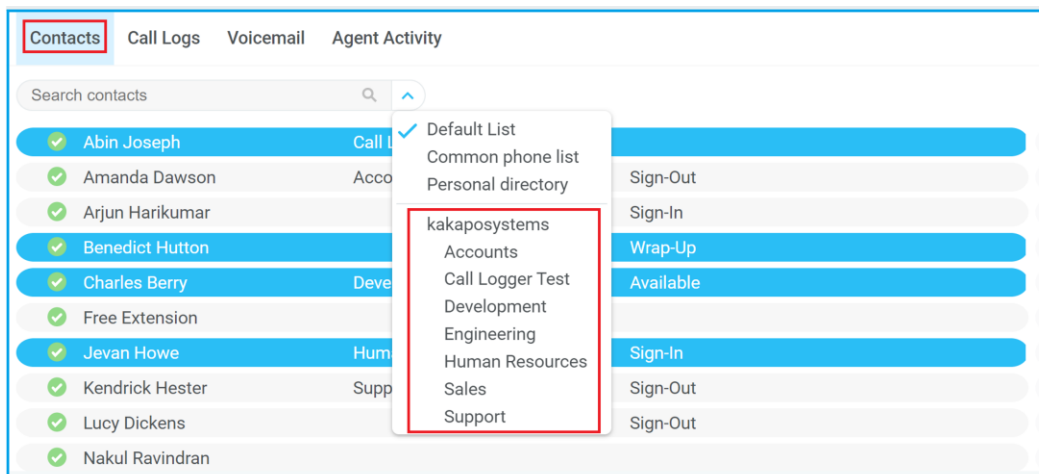 Contacts Call Logs Voicemail Agent Activity
Search contacts
Default List
Common phone list
Personal directory
kakaposystems
Accounts
Call Logger Test
Development
Engineering
Human Resources
Sales
Support
Abin Joseph Call L
Amanda Dawson Acco Sign-Out
Arjun Harikumar Sign-In
Benedict Hutton Wrap-Up
Charles Berry Deve Available
Free Extension
Jevan Howe Huma Sign-In
Kendrick Hester Supp Sign-Out
Lucy Dickens Sign-Out
Nakul Ravindran